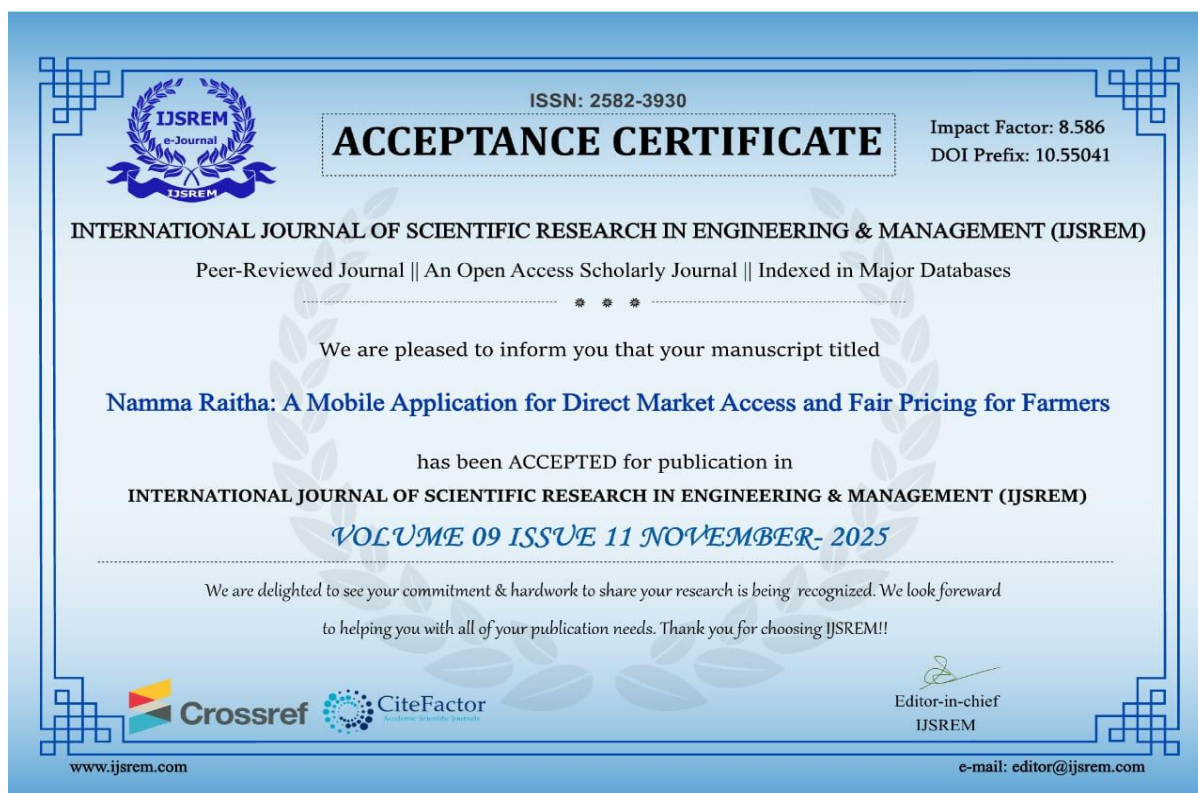 IJSREM
e-Journal
IJSREM
ISSN: 2582-3930
ACCEPTANCE CERTIFICATE
Impact Factor: 8.586
DOI Prefix: 10.55041
INTERNATIONAL JOURNAL OF SCIENTIFIC RESEARCH IN ENGINEERING & MANAGEMENT (IJSREM)
Peer-Reviewed Journal || An Open Access Scholarly Journal || Indexed in Major Databases
We are pleased to inform you that your manuscript titled
Namma Raitha: A Mobile Application for Direct Market Access and Fair Pricing for Farmers
has been ACCEPTED for publication in
INTERNATIONAL JOURNAL OF SCIENTIFIC RESEARCH IN ENGINEERING & MANAGEMENT (IJSREM)
VOLUME 09 ISSUE 11 NOVEMBER- 2025
We are delighted to see your commitment & hardwork to share your research is being recognized. We look foreward
to helping you with all of your publication needs. Thank you for choosing IJSREM!!
Crossref
CiteFactor
Academic Scientific Journals
Editor-in-chief
IJSREM
www.ijsrem.com
e-mail: editor@ijsrem.com